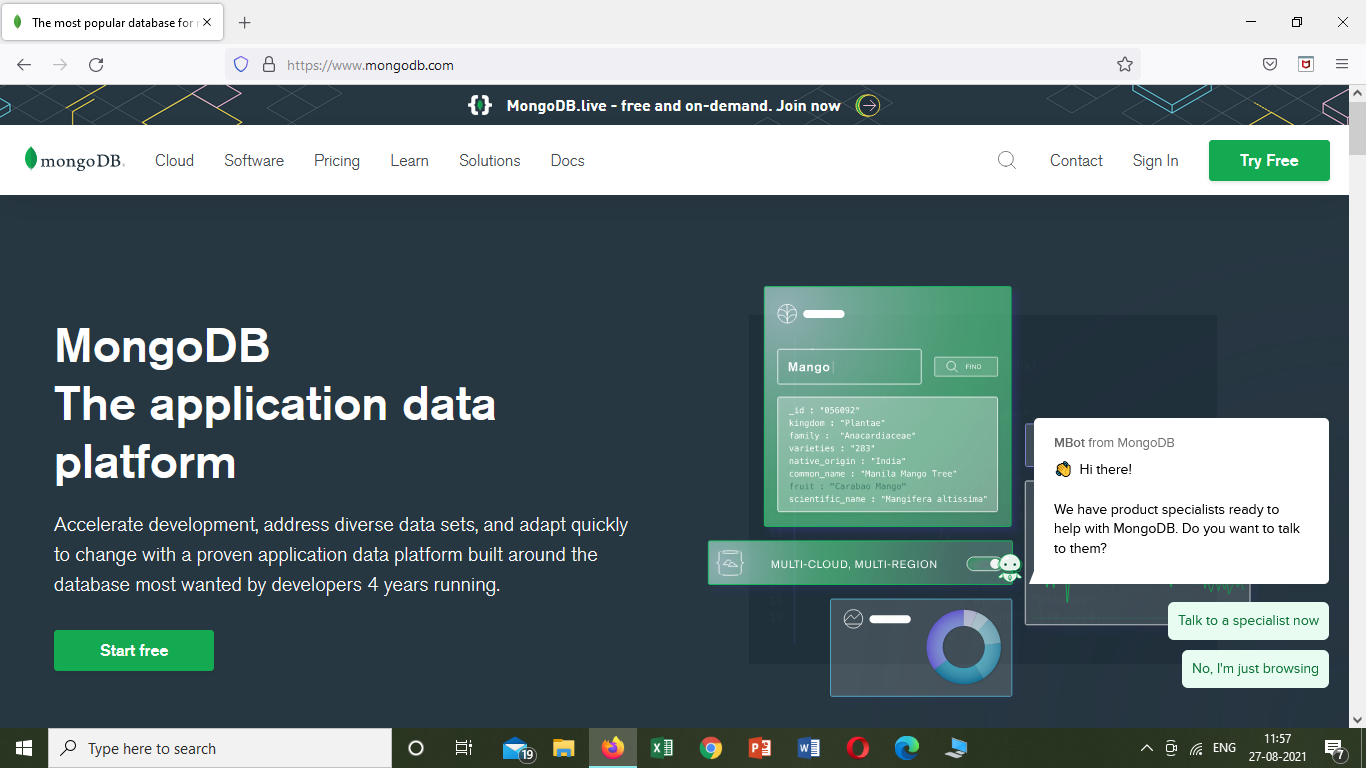 The most popular database for
https://www.mongodb.com
MongoDB.live - free and on-demand. Join now
mongoDB.
Cloud Software Pricing Learn Solutions Docs Contact Sign In Try Free
MongoDB
The application data
platform
Accelerate development, address diverse data sets, and adapt quickly
to change with a proven application data platform built around the
database most wanted by developers 4 years running.
Start free
Mango
FIND
_id : "056092"
kingdom : "Plantae"
family : "Anacardiaceae"
varieties : "283"
native_origin : "India"
common_name : "Manila Mango Tree"
fruit : "Carabao Mango"
scientific_name : "Mangifera altissima"
MULTI-CLOUD, MULTI-REGION
MBot from MongoDB
Hi there!
We have product specialists ready to
help with MongoDB. Do you want to talk
to them?
Talk to a specialist now
No, I'm just browsing
Type here to search
19
ENG
11:57
27-08-2021
7